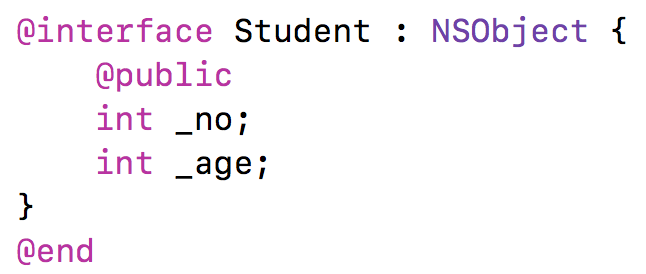 @interface Student : NSObject {
    @public
    int _no;
    int _age;
}
@end